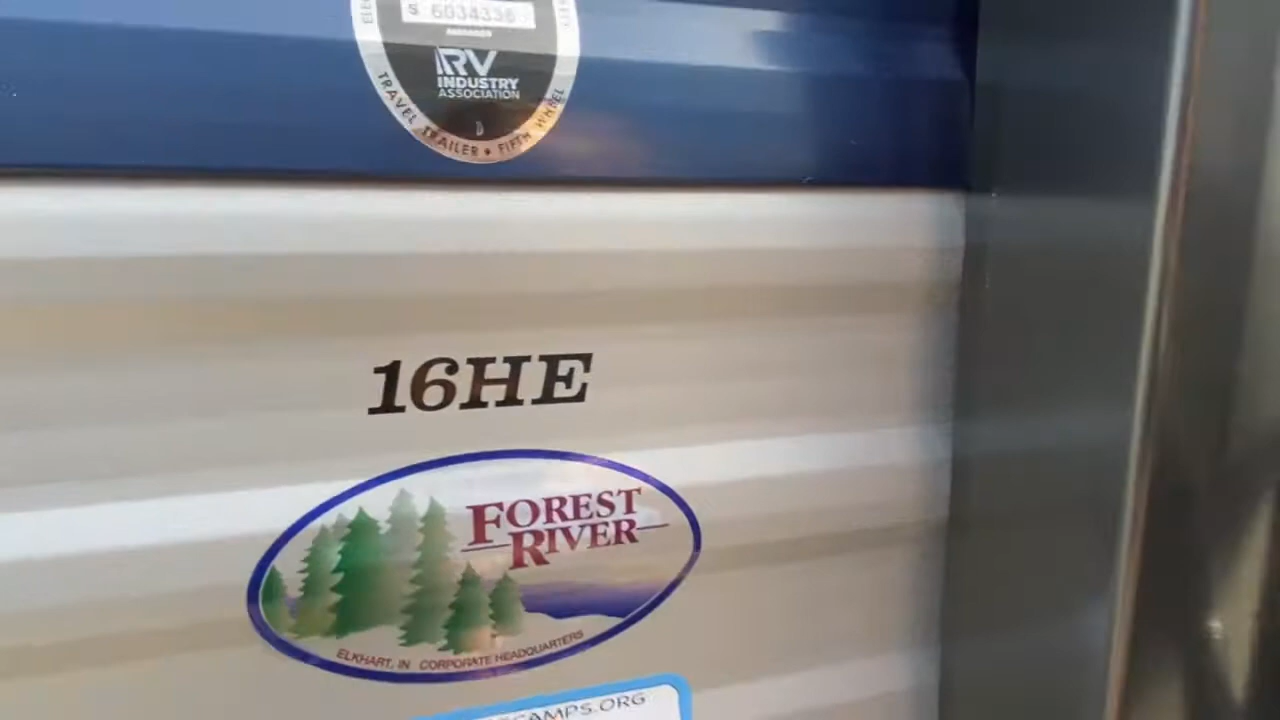 S 6034336
RV
INDUSTRY
ASSOCIATION
TRAVEL TRAILER • FIFTH WHEEL
16HE
FOREST
RIVER
ELKHART, IN CORPORATE HEADQUARTERS
CAMPS.ORG